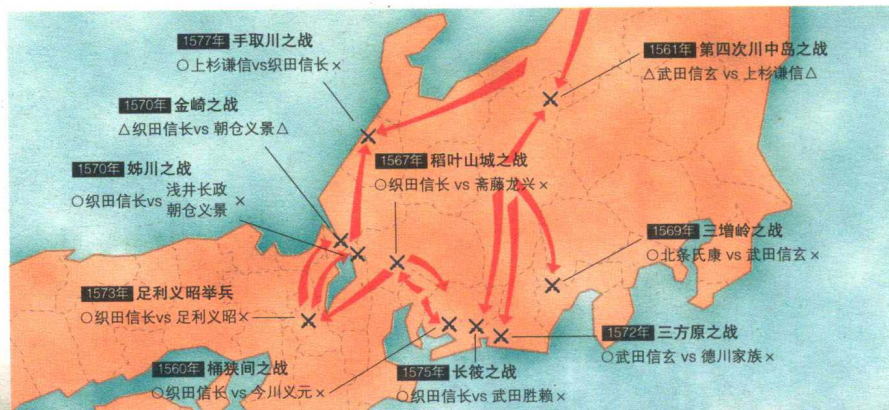 1577年 手取川之战
○上杉谦信vs织田信长×
1561年 第四次川中岛之战
△武田信玄 vs 上杉谦信△
1570年 金崎之战
△织田信长vs 朝仓义景△
1570年 姊川之战
○织田信长vs 浅井长政 朝仓义景 ×
1567年 稻叶山城之战
○织田信长 vs 斋藤龙兴×
1569年 三增岭之战
○北条氏康 vs 武田信玄 ×
1573年 足利义昭举兵
○织田信长vs 足利义昭×
1572年 三方原之战
○武田信玄 vs 德川家族×
1560年 桶狭间之战
○织田信长 vs 今川义元 ×
1575年 长筱之战
○织田信长vs 武田胜赖×